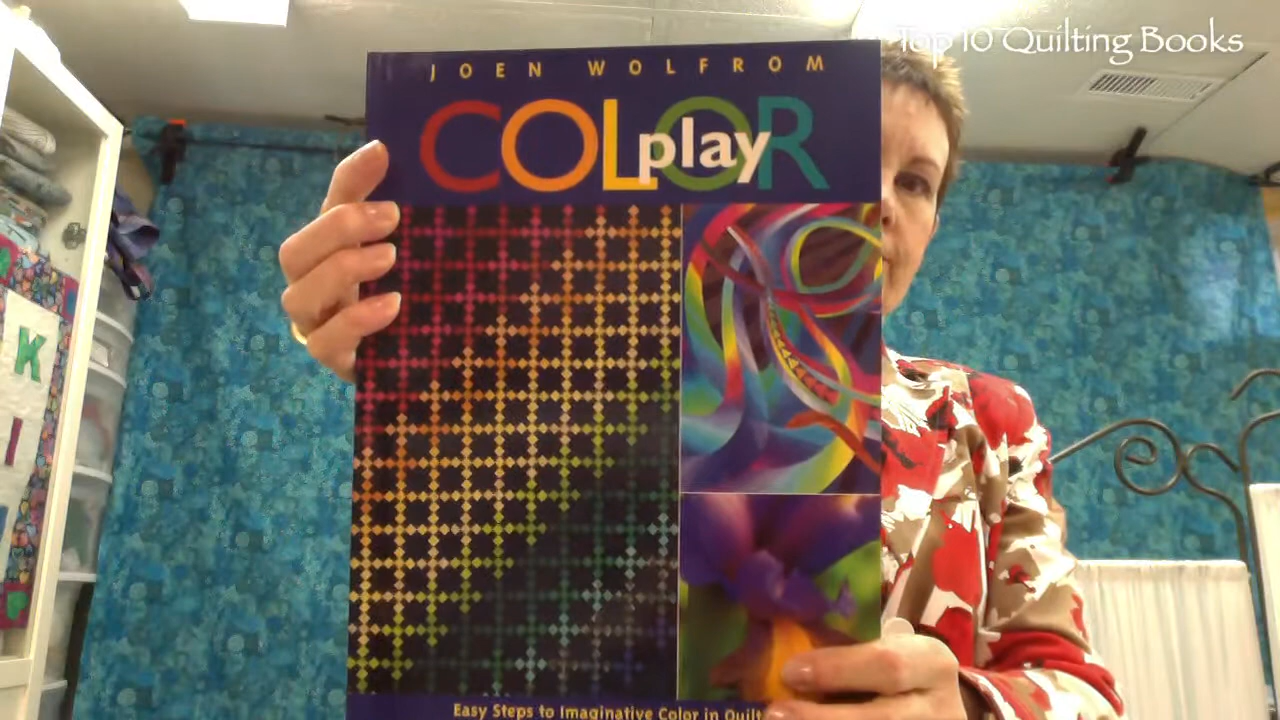 Top 10 Quilting Books
JOEN WOLFROM
COLOR
play
K
I
Easy Steps to Imaginative Color in Quilt